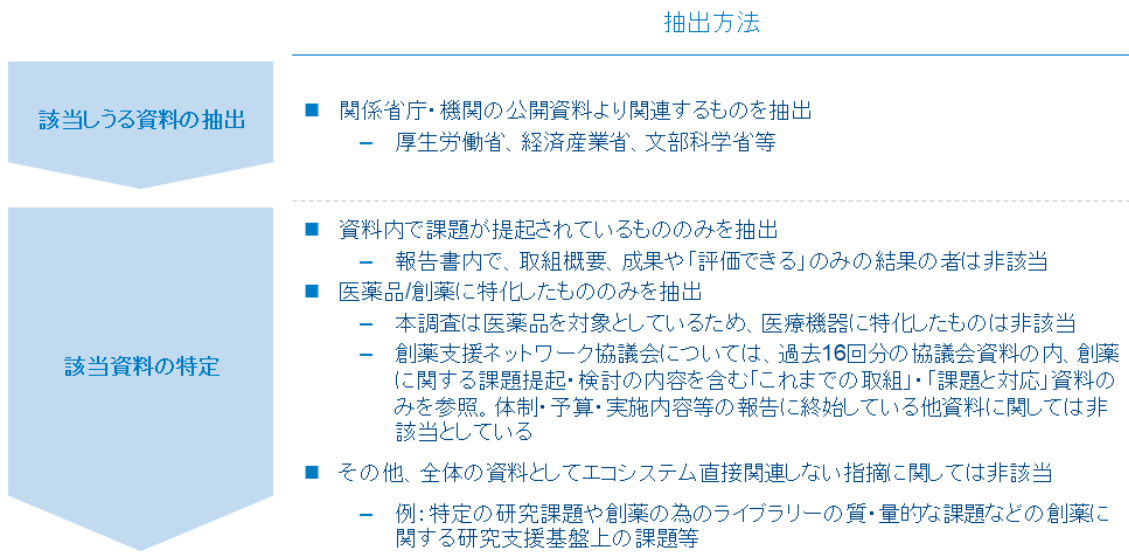 抽出方法
該当しうる資料の抽出
■ 関係省庁・機関の公開資料より関連するものを抽出
– 厚生労働省、経済産業省、文部科学省等
該当資料の特定
■ 資料内で課題が提起されているもののみを抽出
– 報告書内で、取組概要、成果や「評価できる」のみの結果の者は非該当
■ 医薬品/創薬に特化したもののみを抽出
– 本調査は医薬品を対象としているため、医療機器に特化したものは非該当
– 創薬支援ネットワーク協議会については、過去16回分の協議会資料の内、創薬
に関する課題提起・検討の内容を含む「これまでの取組」・「課題と対応」資料の
みを参照。体制・予算・実施内容等の報告に終始している他資料に関しては非
該当としている
■ その他、全体の資料としてエコシステム直接関連しない指摘に関しては非該当
– 例：特定の研究課題や創薬の為のライブラリーの質・量的な課題などの創薬に
関する研究支援基盤上の課題等